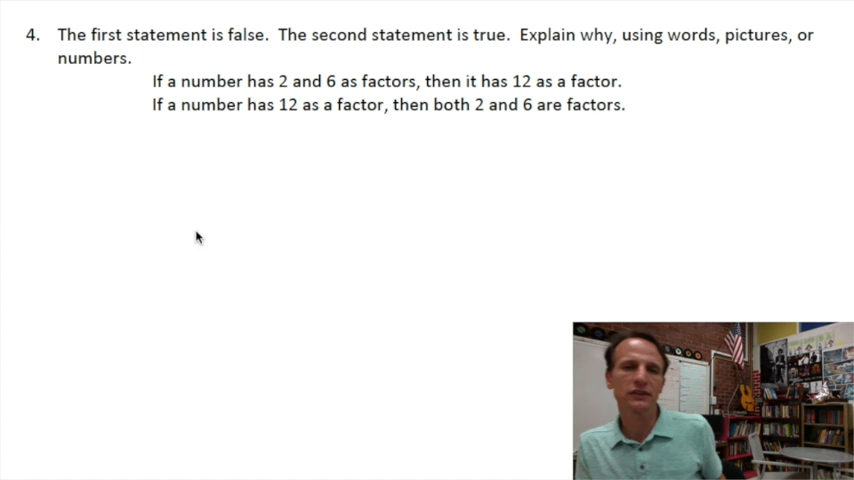 4. The first statement is false. The second statement is true. Explain why, using words, pictures, or
numbers.
If a number has 2 and 6 as factors, then it has 12 as a factor.
If a number has 12 as a factor, then both 2 and 6 are factors.